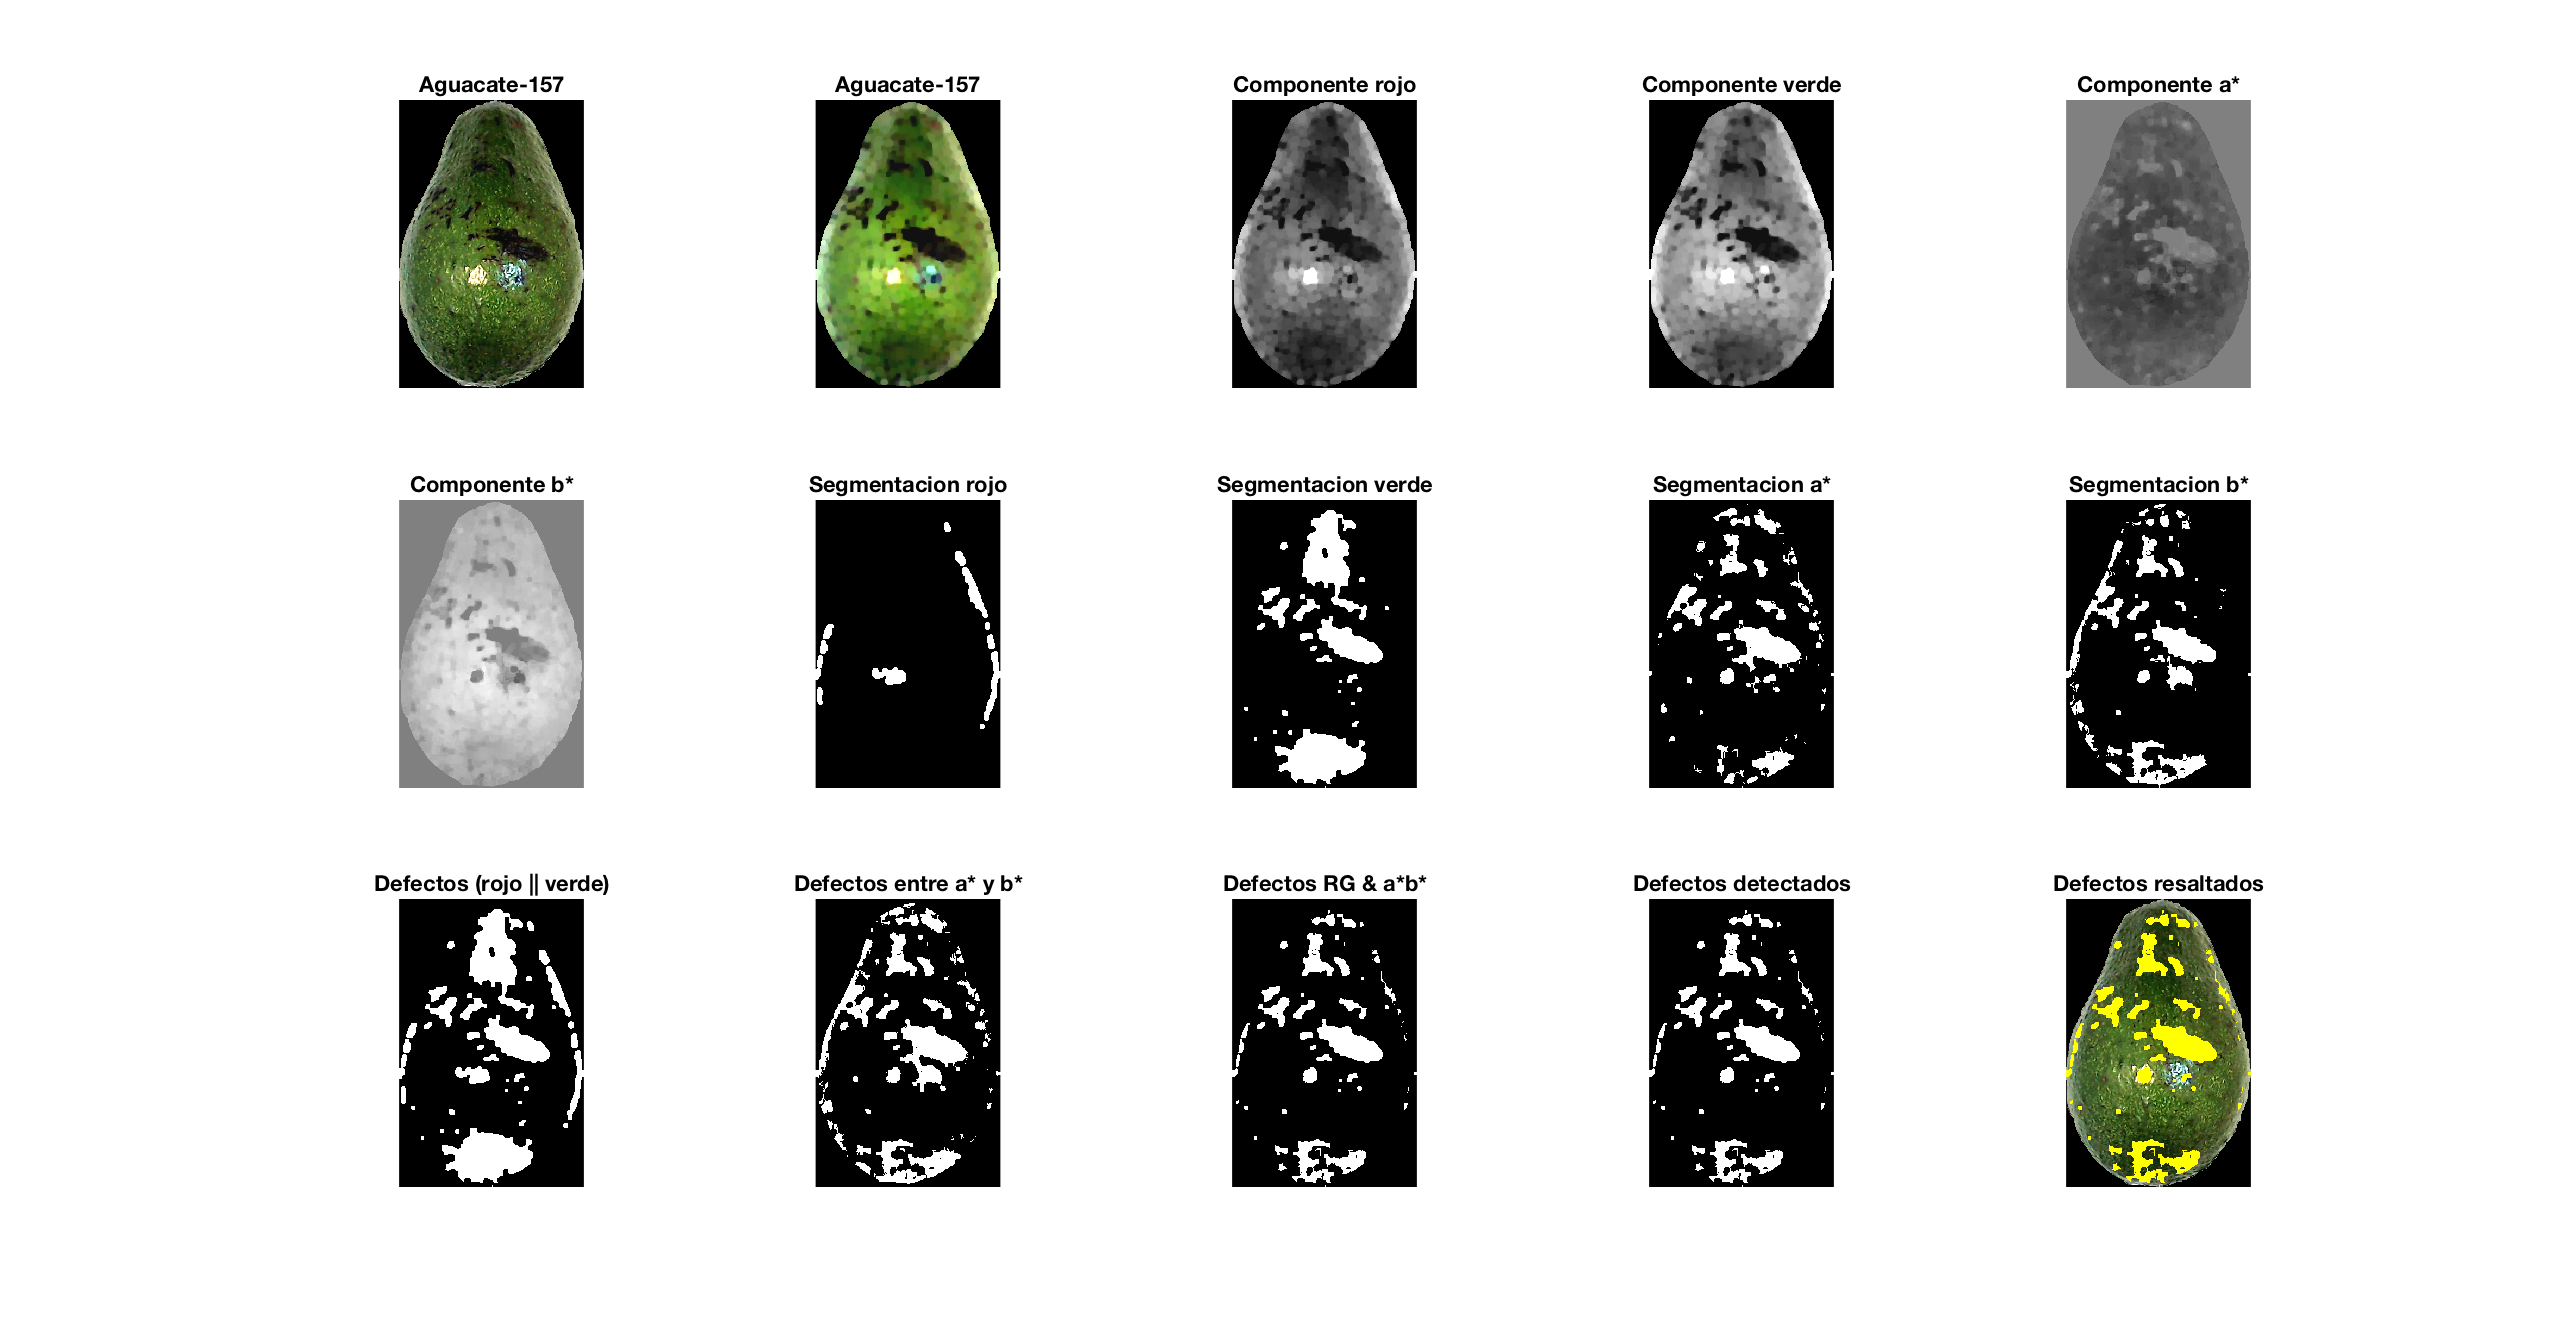 Aguacate-157
Aguacate-157
Componente rojo
Componente verde
Componente a*
Componente b*
Segmentacion rojo
Segmentacion verde
Segmentacion a*
Segmentacion b*
Defectos (rojo || verde)
Defectos entre a* y b*
Defectos RG & a*b*
Defectos detectados
Defectos resaltados